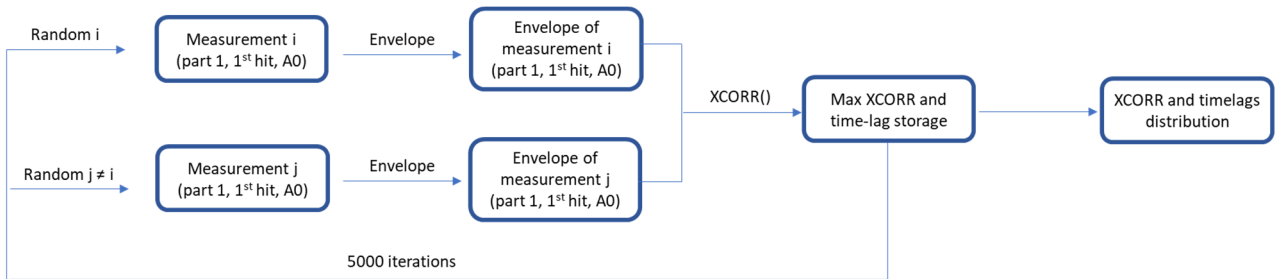 Random i
Measurement i
(part 1, 1st hit, A0)
Envelope
Envelope of
measurement i
(part 1, 1st hit, A0)
XCORR()
Max XCORR and
time-lag storage
XCORR and timelags
distribution
Random j ≠ i
Measurement j
(part 1, 1st hit, A0)
Envelope
Envelope of
measurement j
(part 1, 1st hit, A0)
5000 iterations